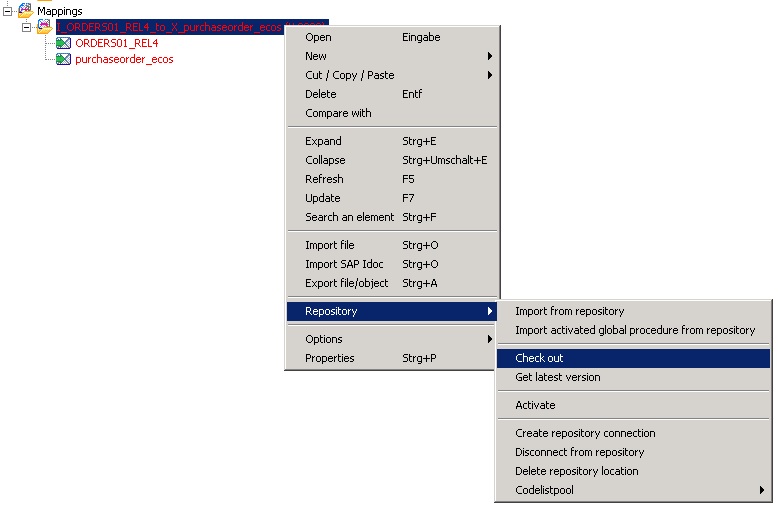 Mappings
I_ORDERS01_REL4_to_X_purchaseorder_ecos
ORDERS01_REL4
purchaseorder_ecos
Open Eingabe
New
Cut / Copy / Paste
Delete Entf
Compare with
Expand Strg+E
Collapse Strg+Umschalt+E
Refresh F5
Update F7
Search an element Strg+F
Import file Strg+O
Import SAP Idoc Strg+O
Export file/object Strg+A
Repository
Options
Properties Strg+P
Import from repository
Import activated global procedure from repository
Check out
Get latest version
Activate
Create repository connection
Disconnect from repository
Delete repository location
Codelistpool